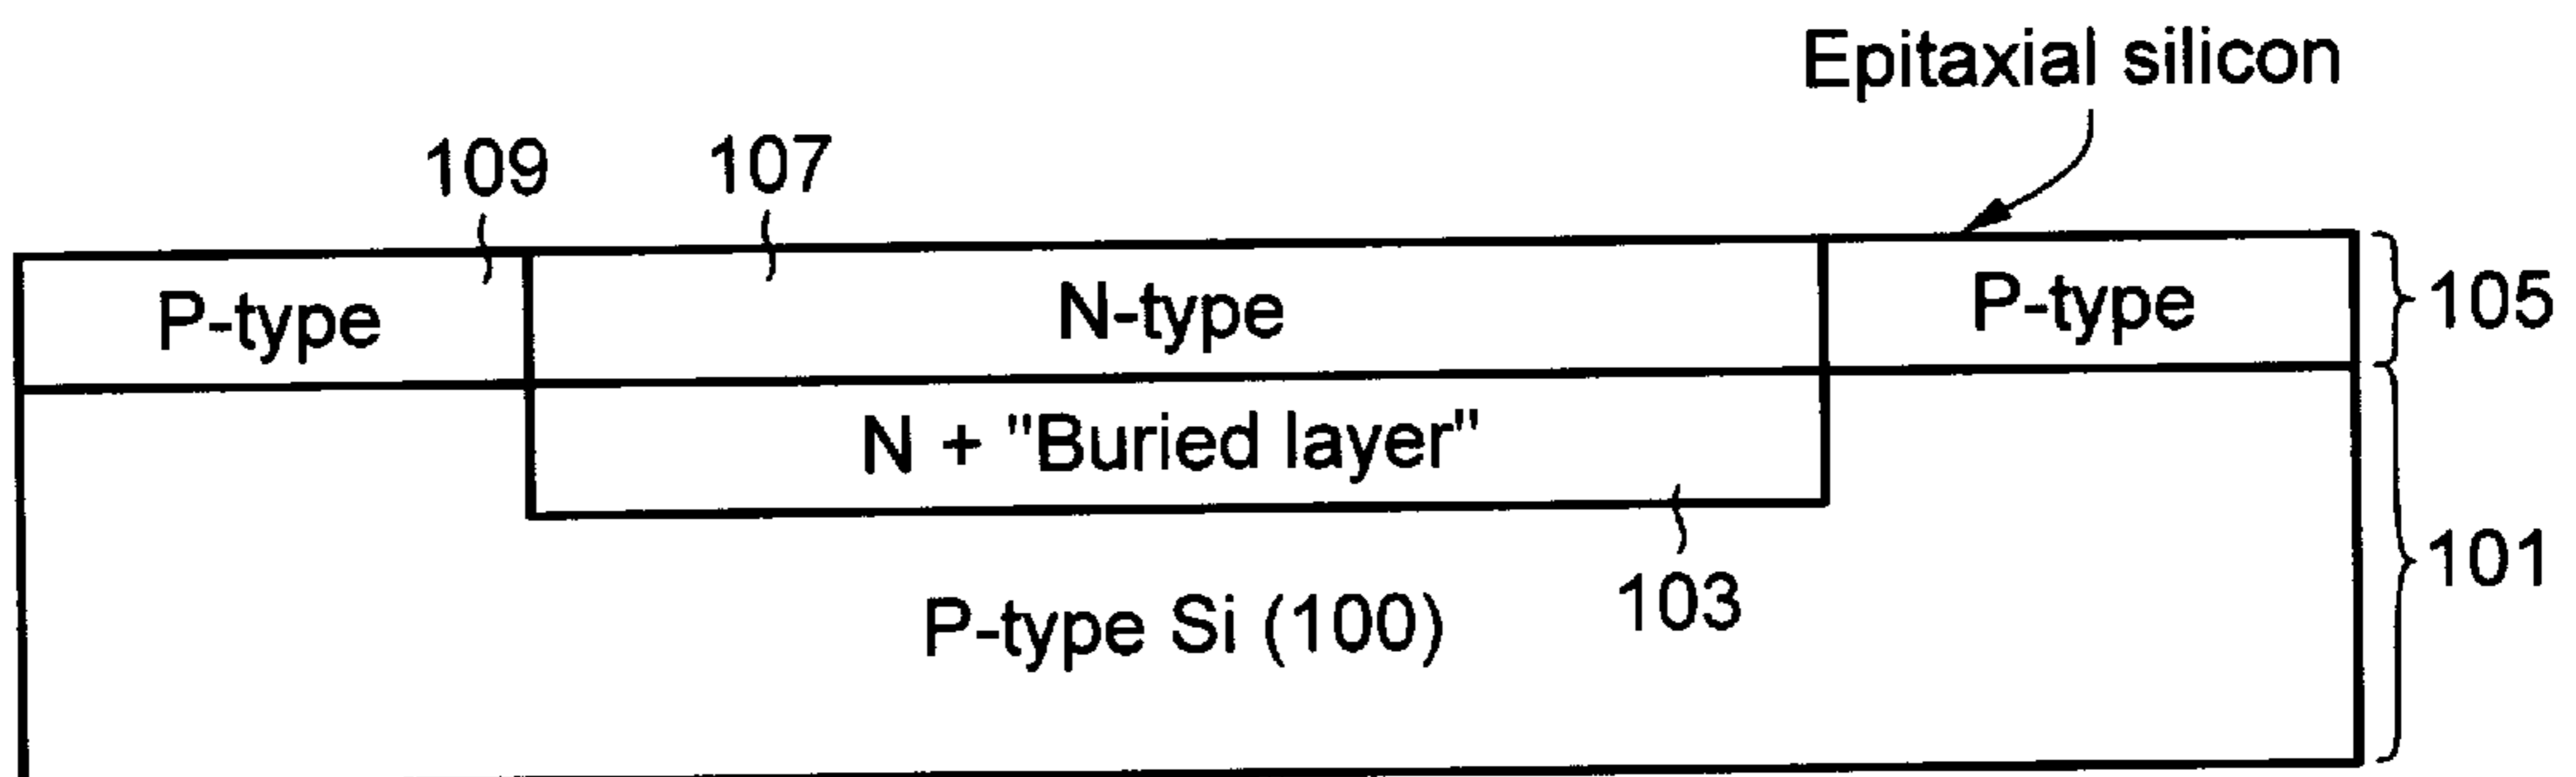 Epitaxial silicon
109
107
P-type
N-type
P-type
105
N + "Buried layer"
103
101
P-type Si (100)